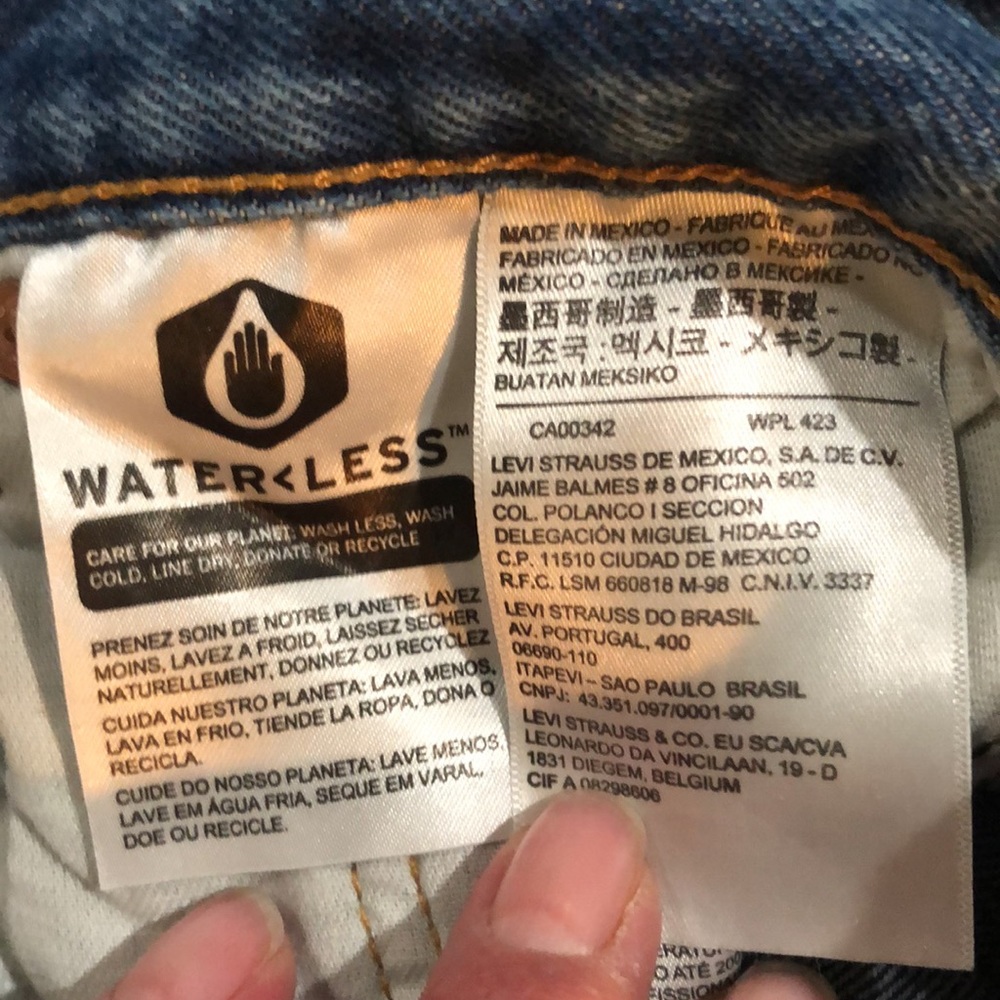 WATER<LESS™
CARE FOR OUR PLANET: WASH LESS, WASH
COLD, LINE DRY, DONATE OR RECYCLE
PRENEZ SOIN DE NOTRE PLANETE: LAVEZ
MOINS, LAVEZ A FROID, LAISSEZ SECHER
NATURELLEMENT, DONNEZ OU RECYCLEZ
CUIDA NUESTRO PLANETA: LAVA MENOS,
LAVA EN FRIO, TIENDE LA ROPA, DONA O
RECICLA.
CUIDE DO NOSSO PLANETA: LAVE MENOS,
LAVE EM ÁGUA FRIA, SEQUE EM VARAL,
DOE OU RECICLE.
MADE IN MEXICO - FABRIQUE AU
FABRICADO EN MEXICO - FABRICADO NO
MÉXICO - СДЕЛАНО В МЕКСИКЕ -
墨西哥制造 - 墨西哥製 -
제조국 : 멕시코 - メキシコ製 -
BUATAN MEKSIKO
CA00342 WPL 423
LEVI STRAUSS DE MEXICO, S.A. DE C.V.
JAIME BALMES # 8 OFICINA 502
COL. POLANCO I SECCION
DELEGACIÓN MIGUEL HIDALGO
C.P. 11510 CIUDAD DE MEXICO
R.F.C. LSM 660818 M-98 C.N.I.V. 3337
LEVI STRAUSS DO BRASIL
AV. PORTUGAL, 400
06690-110
ITAPEVI – SAO PAULO BRASIL
CNPJ: 43.351.097/0001-90
LEVI STRAUSS & CO. EU SCA/CVA
LEONARDO DA VINCILAAN, 19 - D
1831 DIEGEM, BELGIUM
CIF A 08298606
O ATÉ